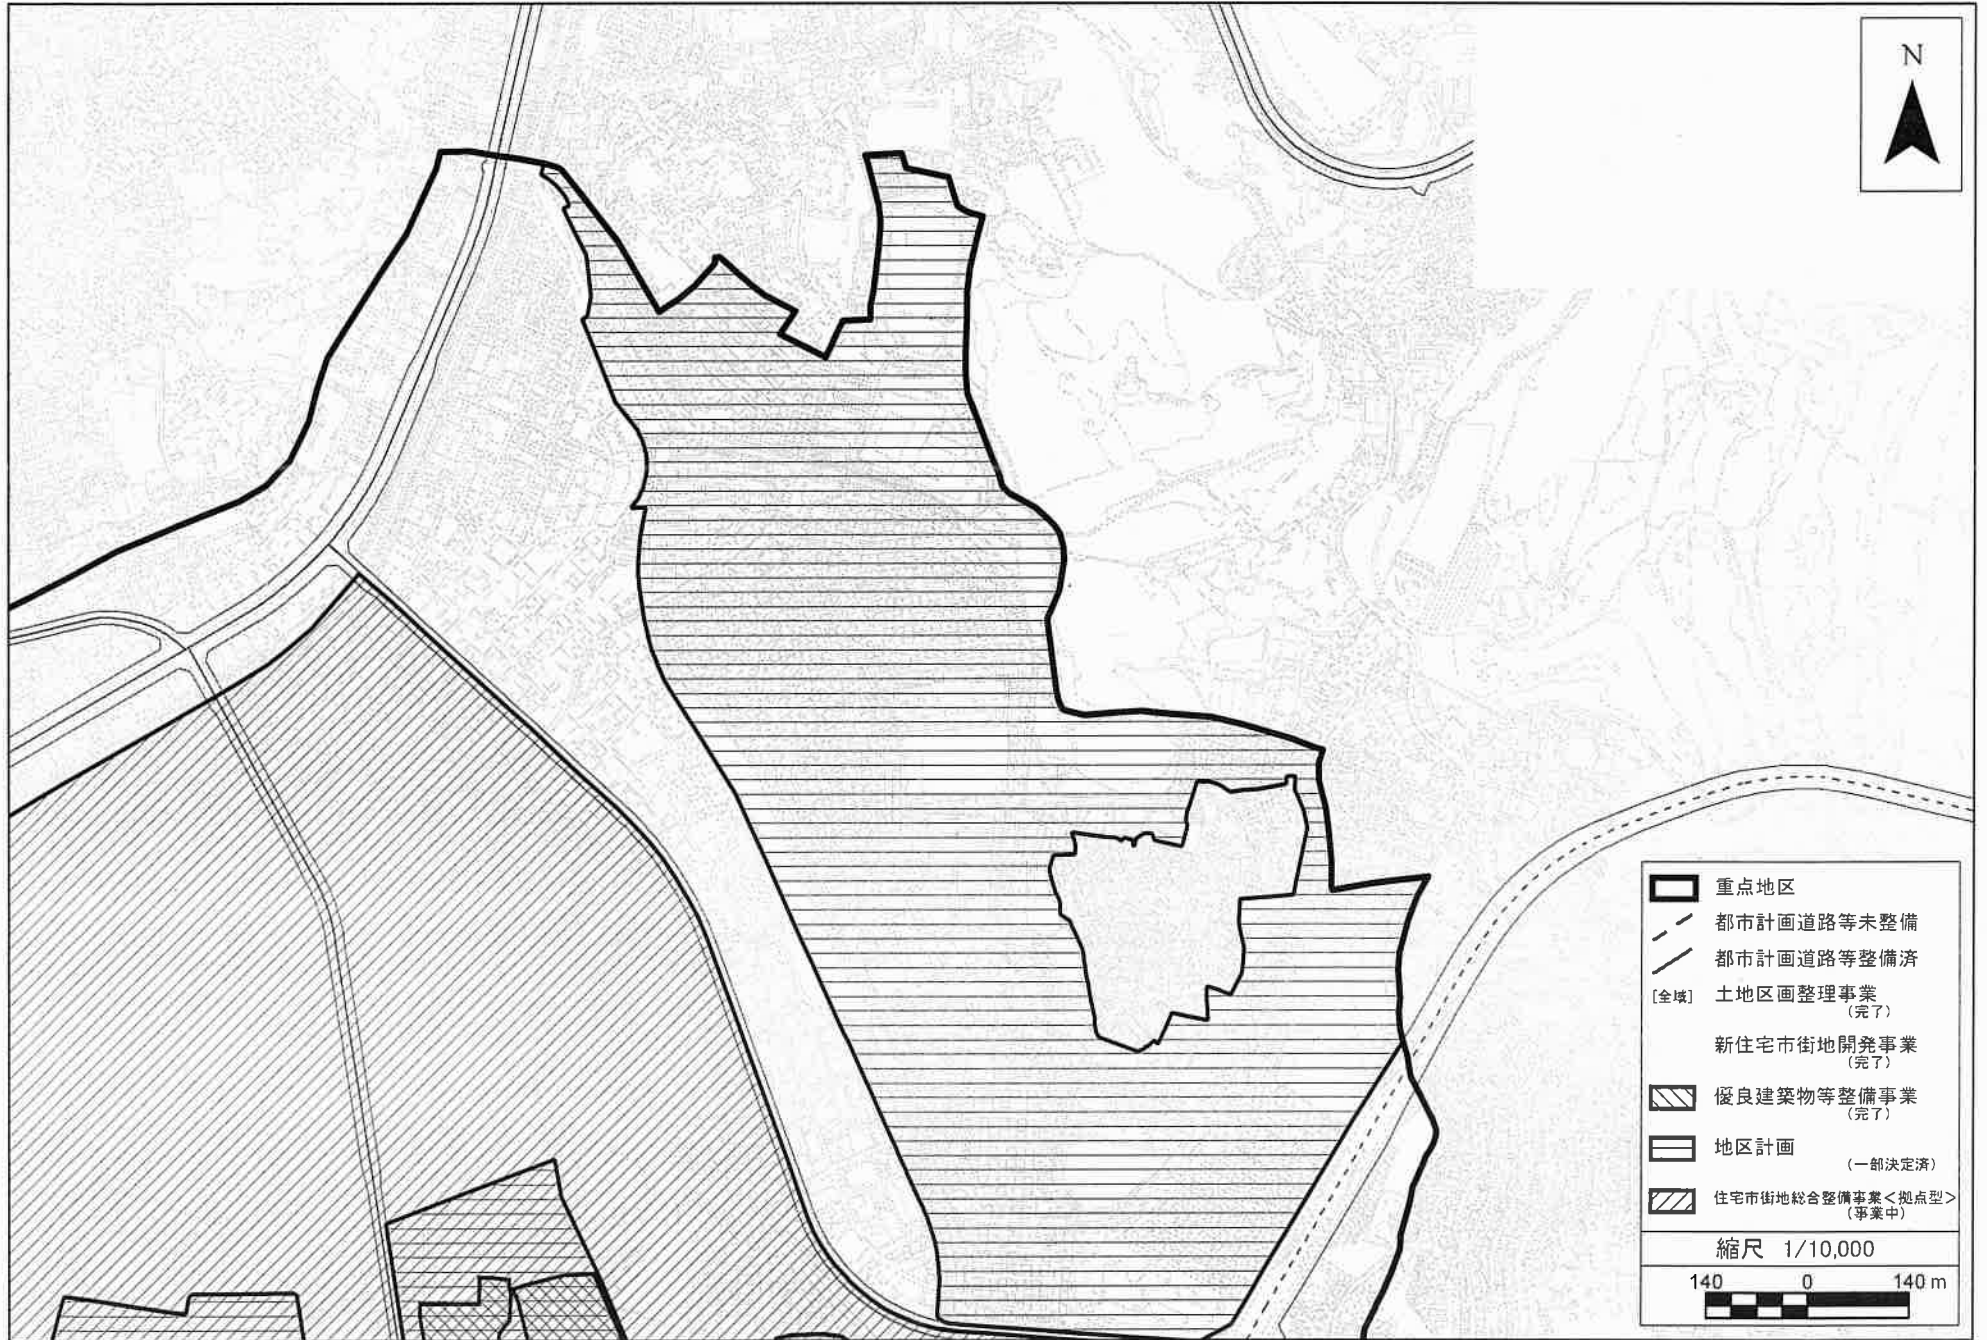 N
重点地区
都市計画道路等未整備
都市計画道路等整備済
[全域] 土地区画整理事業
(完了)
新住宅市街地開発事業
(完了)
優良建築物等整備事業
(完了)
地区計画
(一部決定済)
住宅市街地総合整備事業<拠点型>
(事業中)
縮尺 1/10,000
140 0 140 m